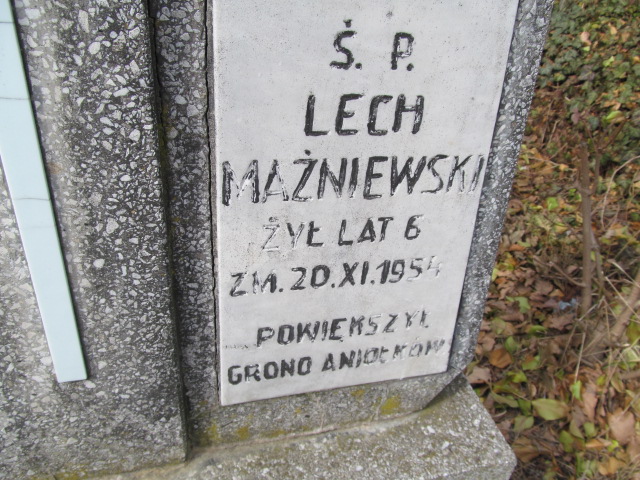 Ś. P.
LECH
MAŻNIEWSKI
ŻYŁ LAT 6
ZM. 20.XI.1954
POWIĘKSZYŁ
GRONO ANIOŁKÓW